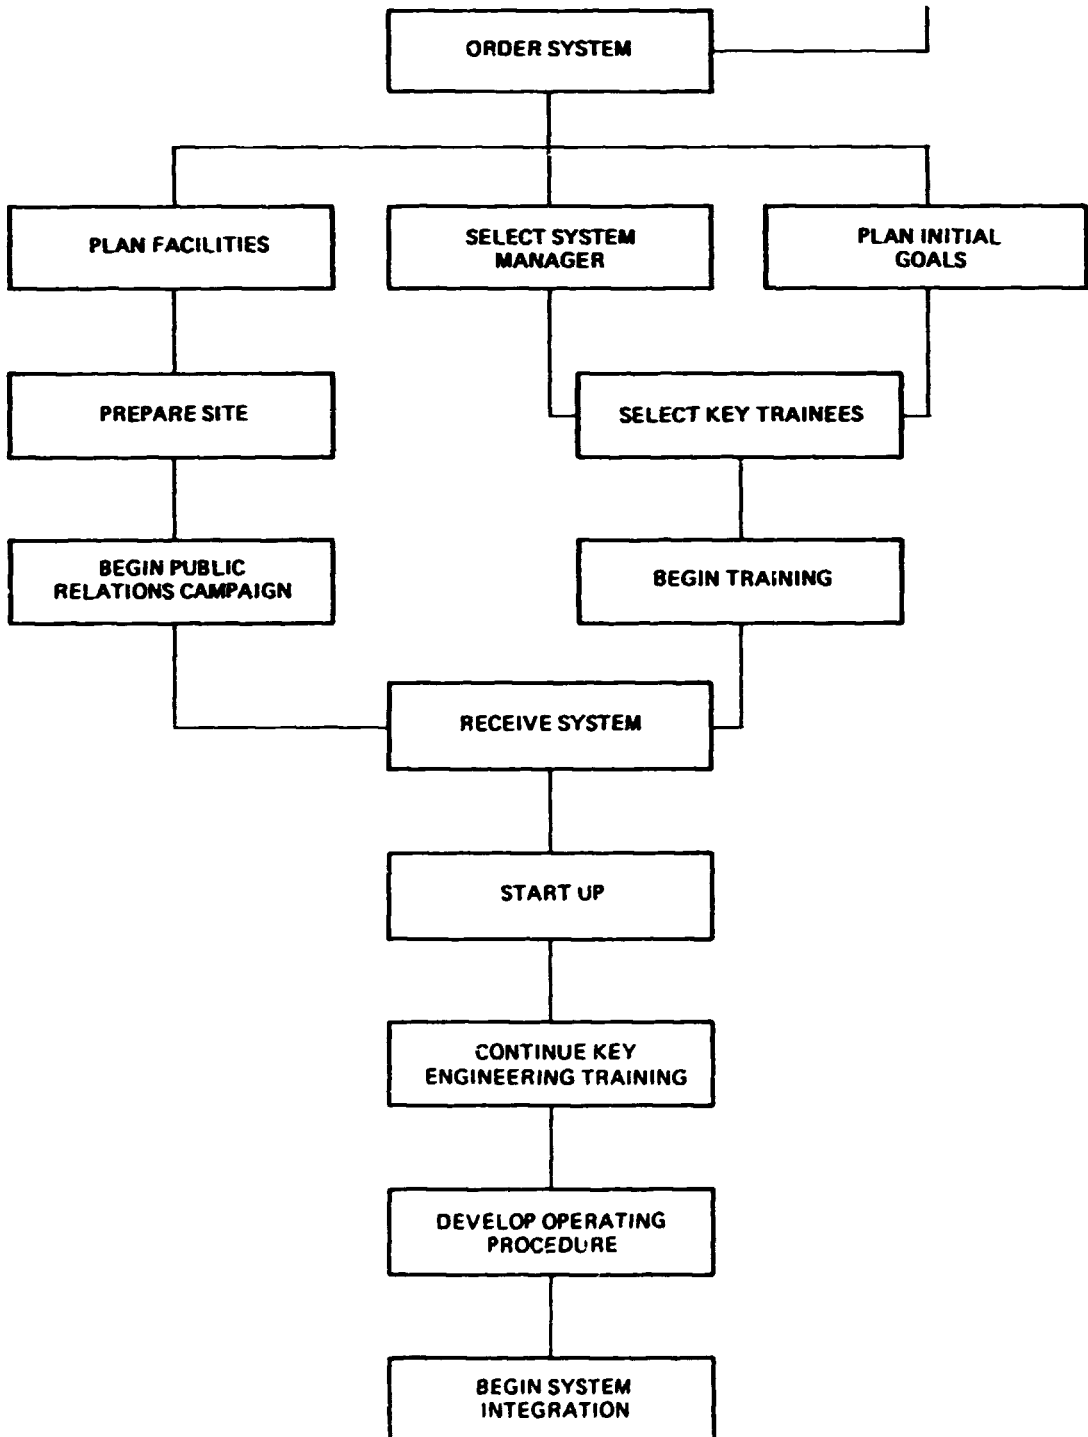 ORDER SYSTEM
PLAN FACILITIES
SELECT SYSTEM
MANAGER
PLAN INITIAL
GOALS
PREPARE SITE
SELECT KEY TRAINEES
BEGIN PUBLIC
RELATIONS CAMPAIGN
BEGIN TRAINING
RECEIVE SYSTEM
START UP
CONTINUE KEY
ENGINEERING TRAINING
DEVELOP OPERATING
PROCEDURE
BEGIN SYSTEM
INTEGRATION